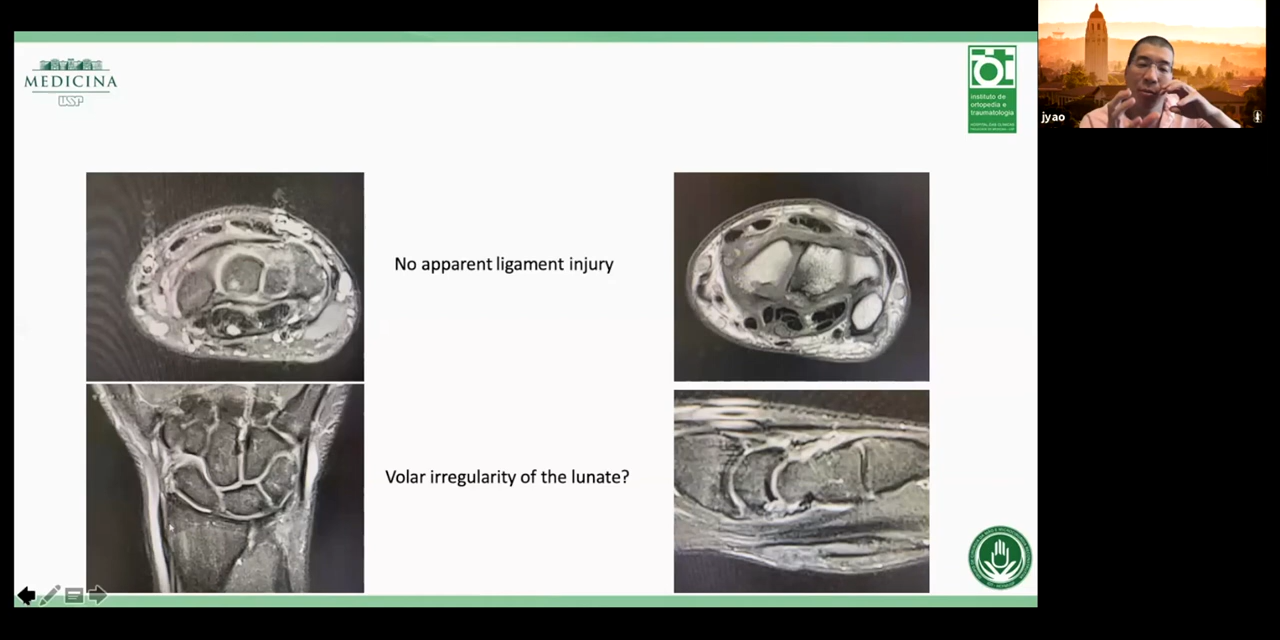 MEDICINA
USP
instituto de
ortopedia e
traumatologia
jyao
No apparent ligament injury
Volar irregularity of the lunate?